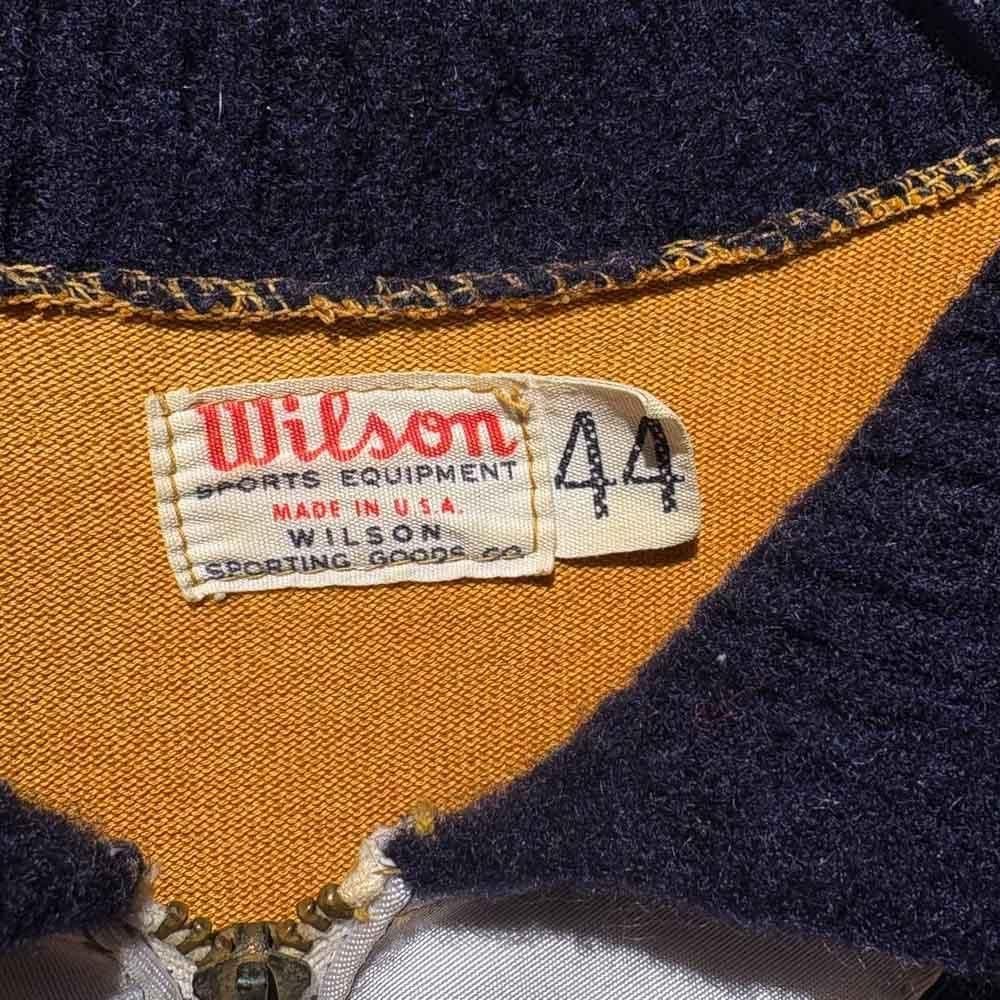 Wilson
SPORTS EQUIPMENT
MADE IN U.S.A.
WILSON
SPORTING GOODS CO.
44